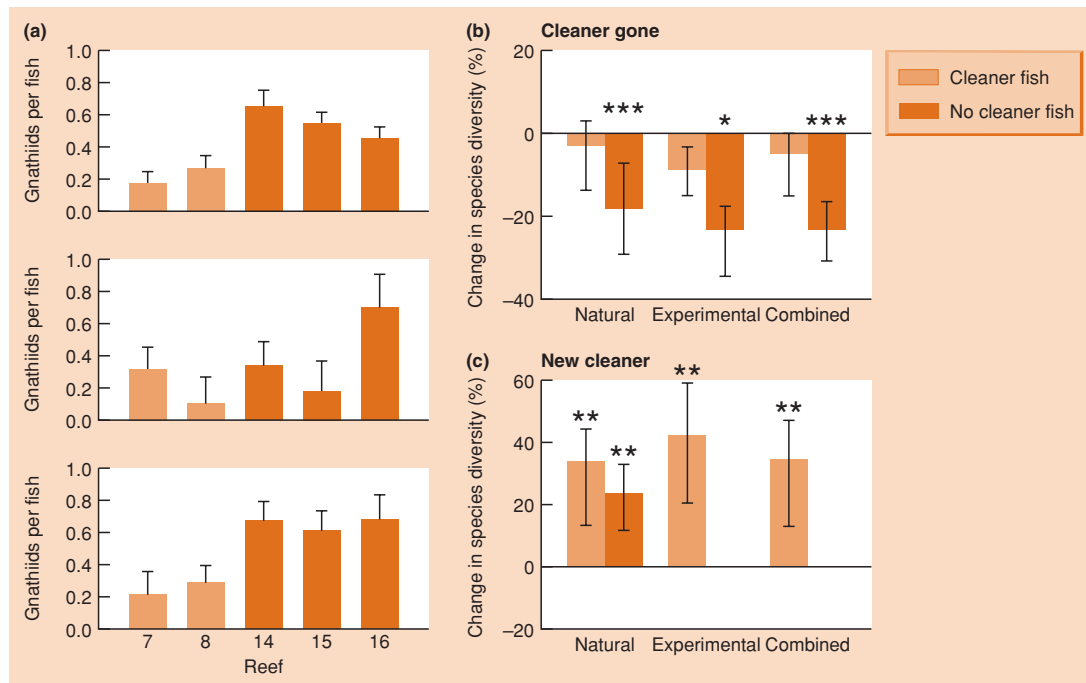 (a)
1.0
0.8
0.6
0.4
0.2
0.0
Gnathiids per fish
1.0
0.8
0.6
0.4
0.2
0.0
Gnathiids per fish
1.0
0.8
0.6
0.4
0.2
0.0
Gnathiids per fish
7 8 14 15 16
Reef
(b) Cleaner gone
20
0
–20
–40
Change in species diversity (%)
*** * ***
Natural Experimental Combined
Cleaner fish
No cleaner fish
(c) New cleaner
60
40
20
0
–20
Change in species diversity (%)
** ** ** **
Natural Experimental Combined